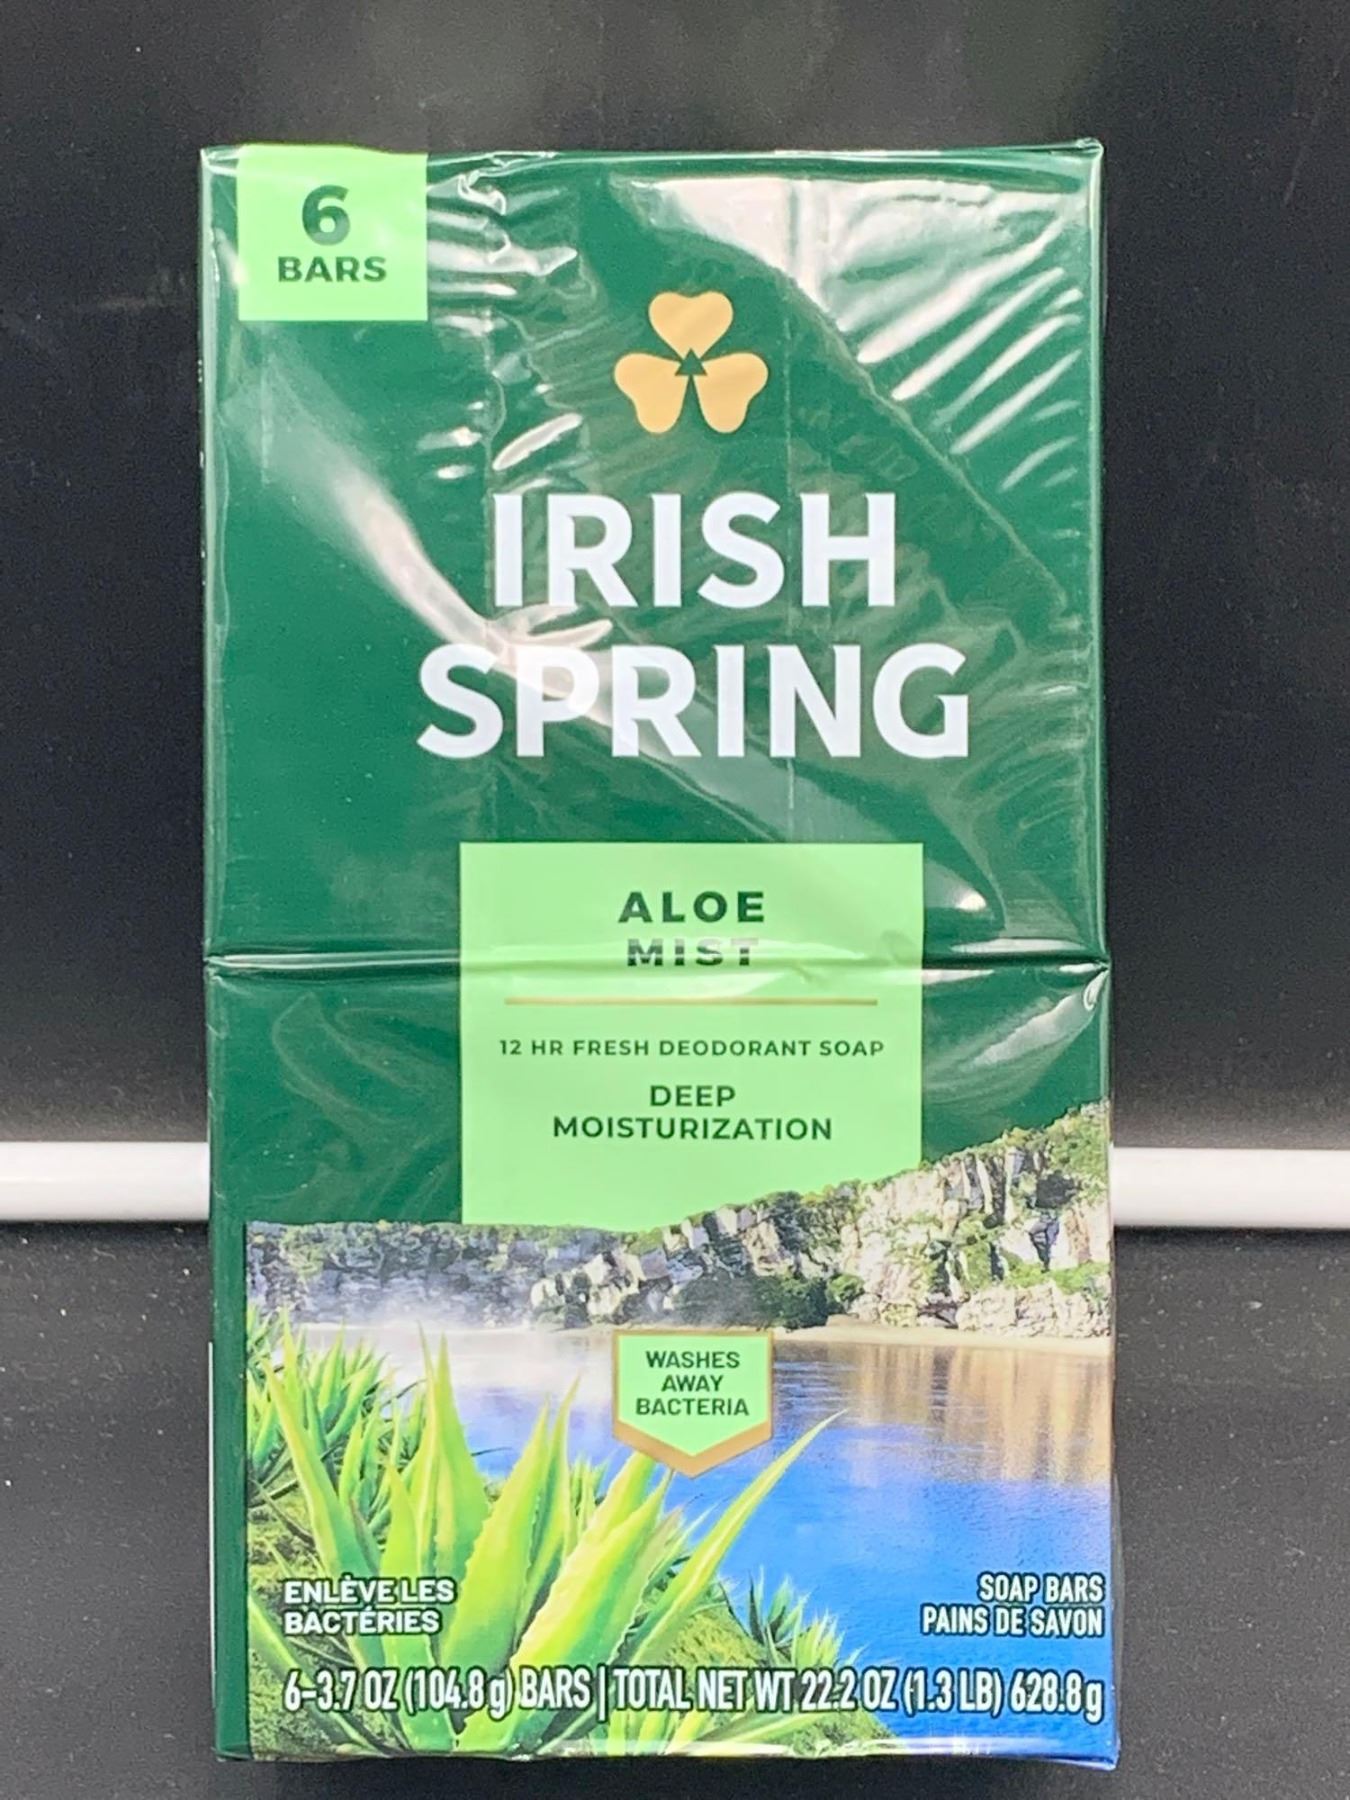 6
BARS
IRISH
SPRING
ALOE
MIST
12 HR FRESH DEODORANT SOAP
DEEP
MOISTURIZATION
WASHES
AWAY
BACTERIA
ENLÈVE LES
BACTÉRIES
SOAP BARS
PAINS DE SAVON
6-3.7 OZ (104.8 g) BARS | TOTAL NET WT 22.2 OZ (1.3 LB) 628.8 g